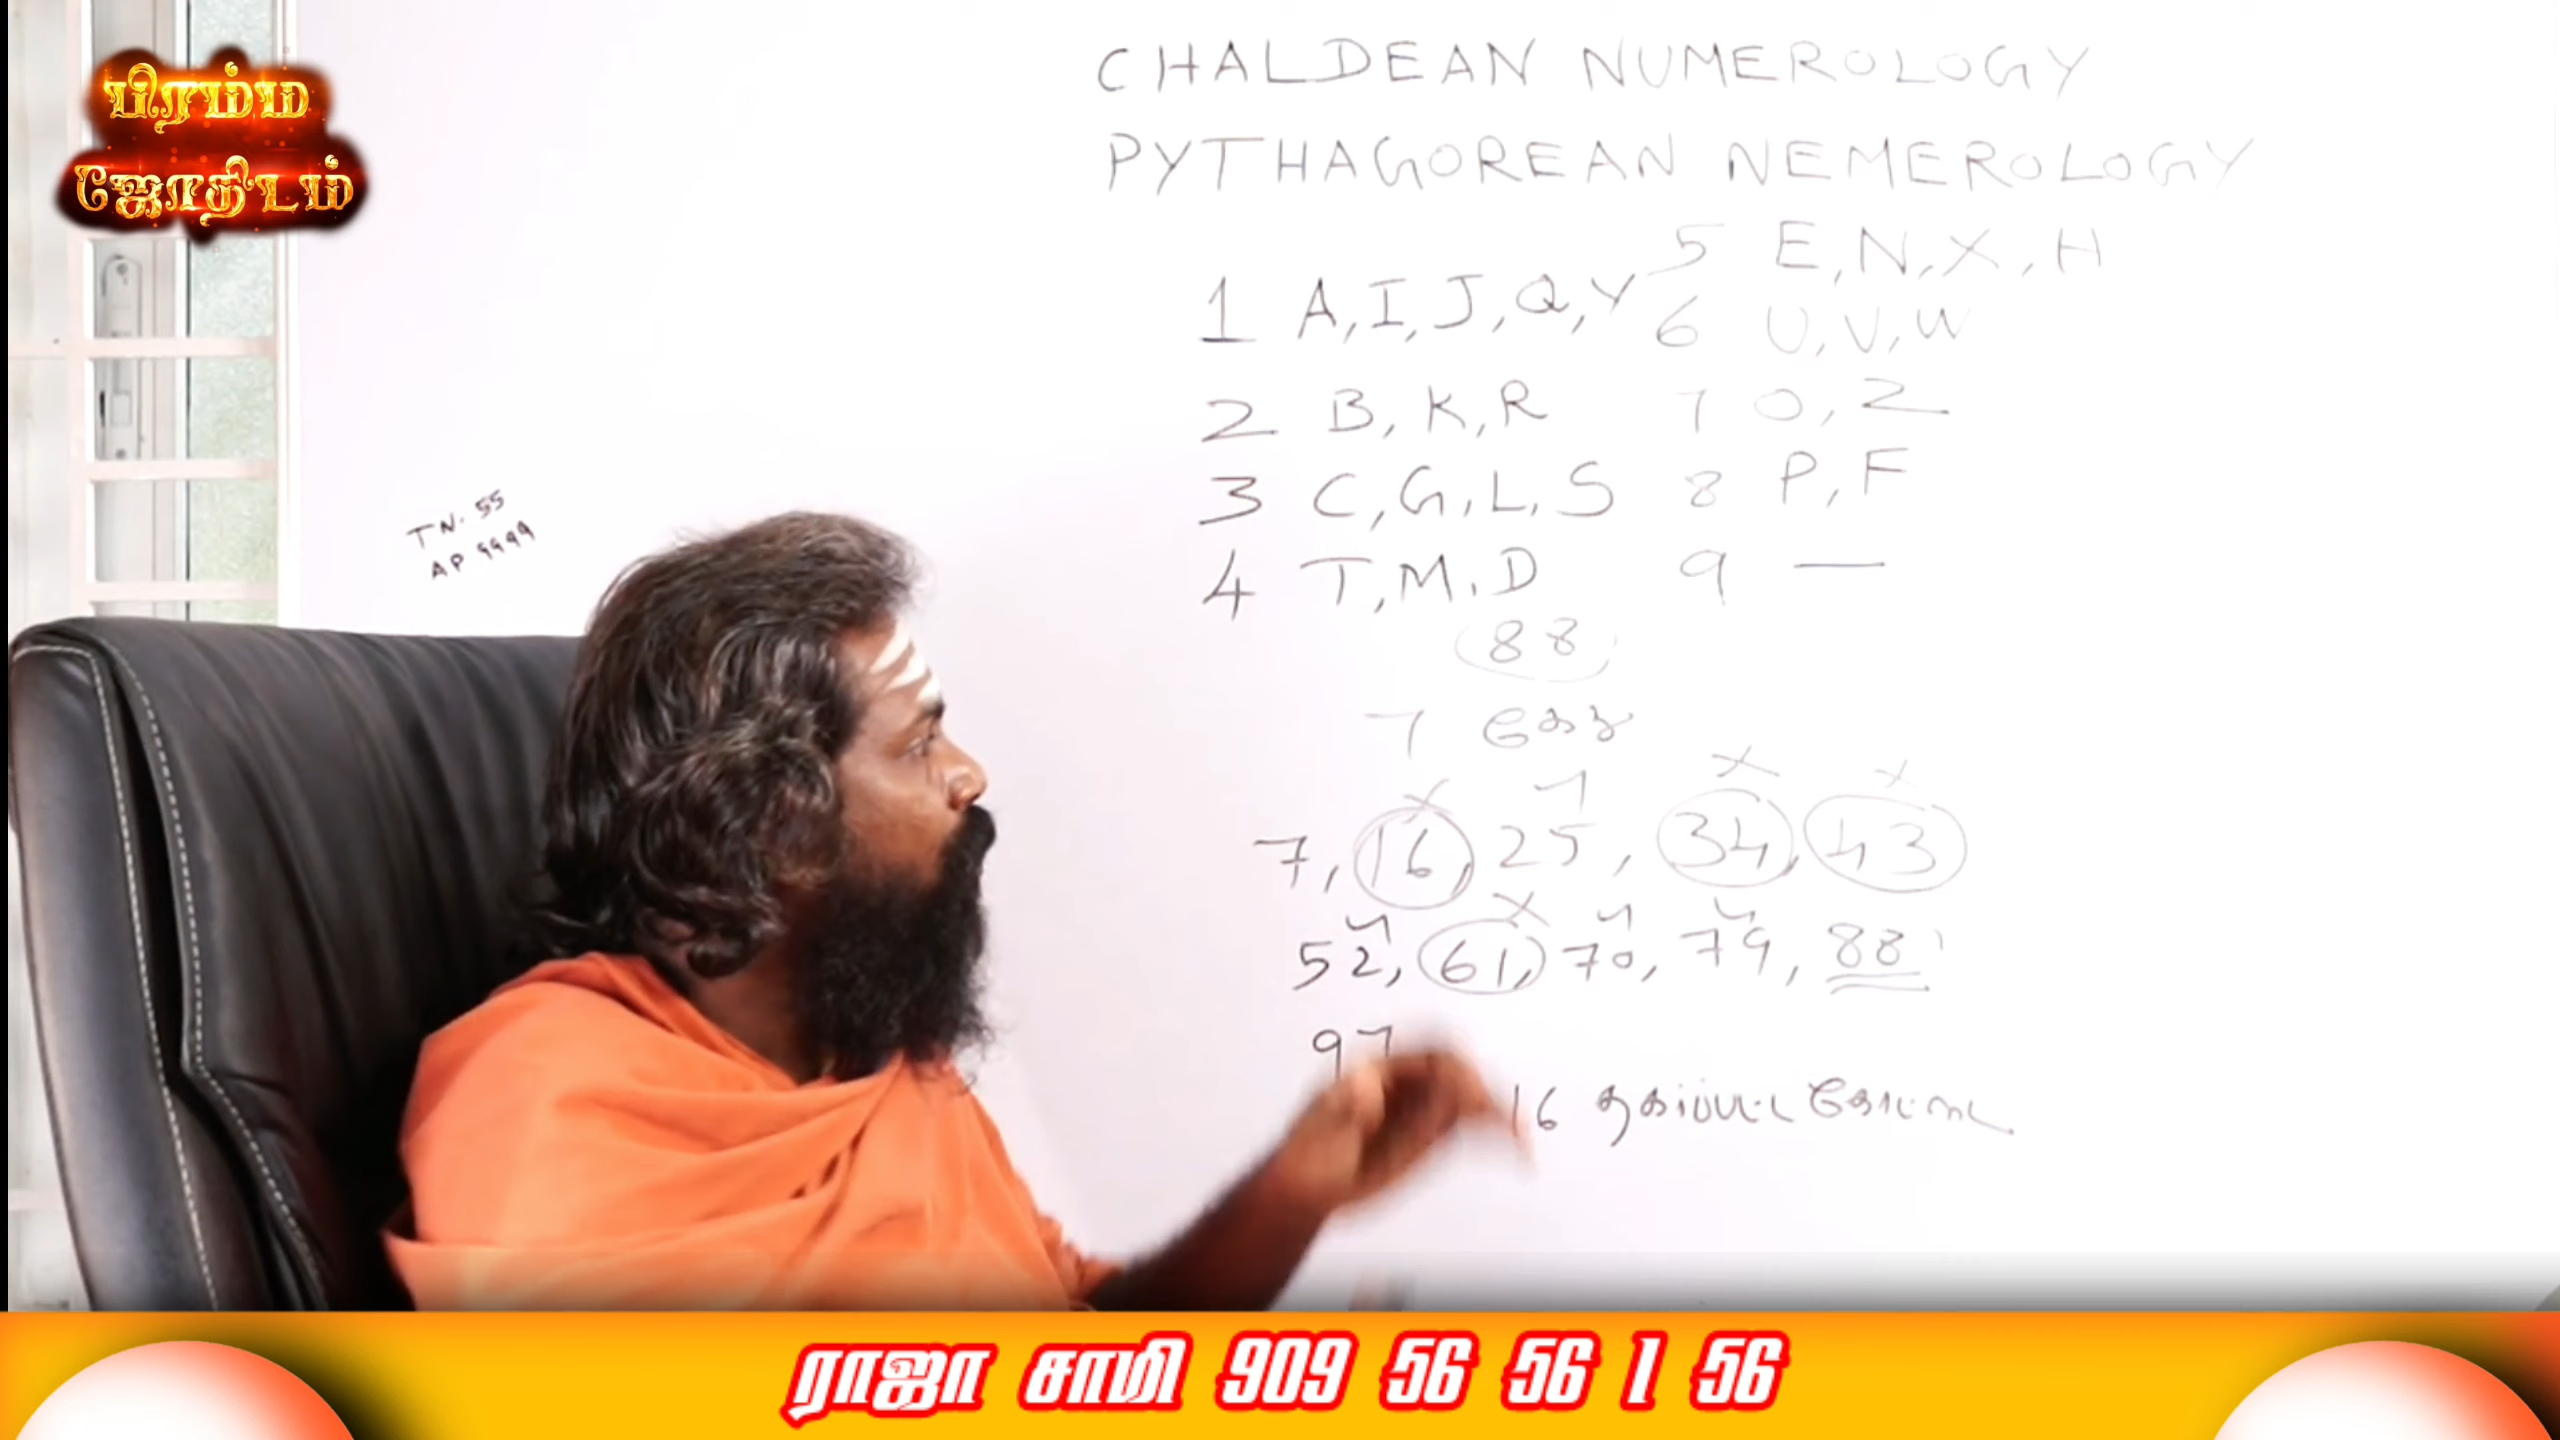 பிரம்ம
ஜோதிடம்
CHALDEAN NUMEROLOGY
PYTHAGOREAN NEMEROLOGY
1 A, I, J, Q, Y 5 E, N, X, H
6 U, V, W
2 B, K, R 7 O, Z
3 C, G, L, S 8 P, F
4 T, M, D 9 —
TN. 55
AP 9999
88
7 கேது
7, 16, 25, 34, 43
52, 61, 70, 79, 88
97
16 தகர்ப்பட்ட கோட்டை
ராஜா சாமி 909 56 56 1 56